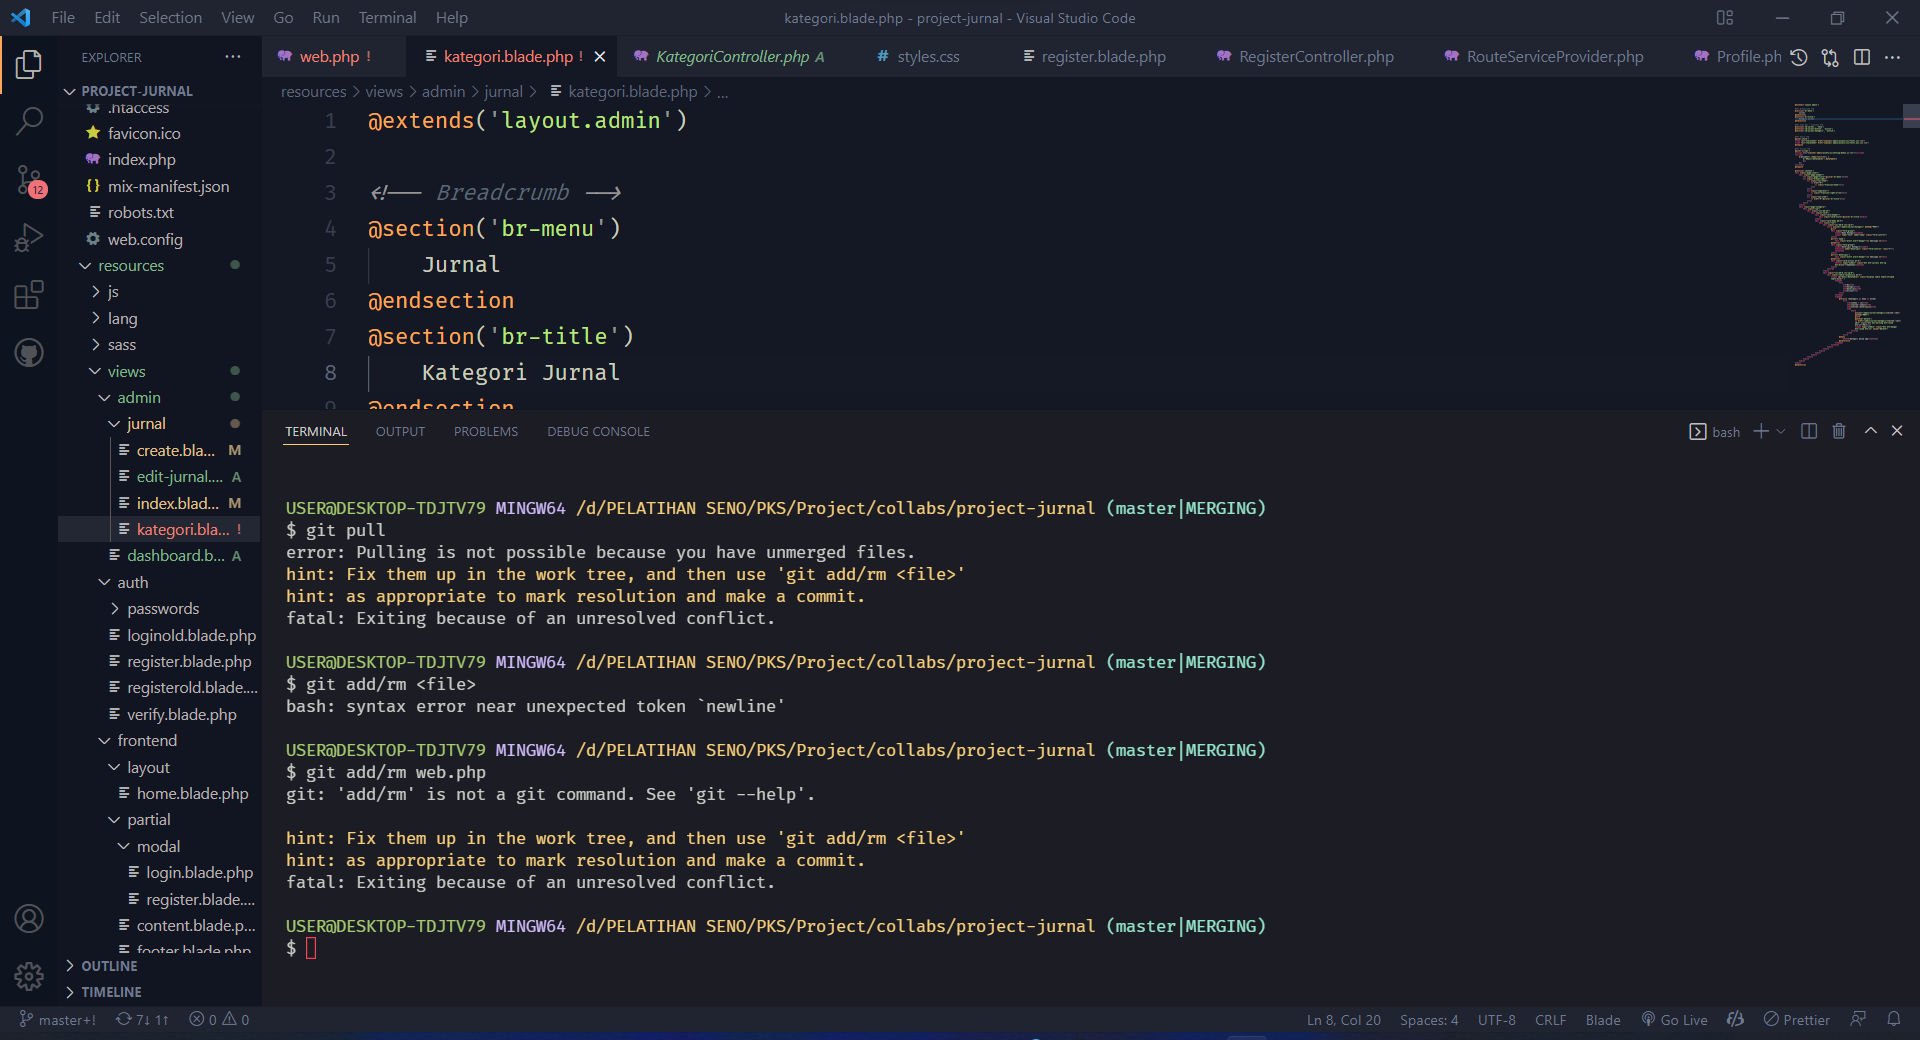 File Edit Selection View Go Run Terminal Help
kategori.blade.php - project-jurnal - Visual Studio Code
EXPLORER
PROJECT-JURNAL
.htaccess
favicon.ico
index.php
mix-manifest.json
robots.txt
web.config
resources
js
lang
sass
views
admin
jurnal
create.bla... M
edit-jurnal.... A
index.blad... M
kategori.bla... !
dashboard.b... A
auth
passwords
loginold.blade.php
register.blade.php
registerold.blade....
verify.blade.php
frontend
layout
home.blade.php
partial
modal
login.blade.php
register.blade....
content.blade.p...
footer.blade.php
OUTLINE
TIMELINE
12
web.php ! kategori.blade.php ! KategoriController.php A styles.css register.blade.php RegisterController.php RouteServiceProvider.php Profile.ph
resources > views > admin > jurnal > kategori.blade.php > ...
1 @extends('layout.admin')
2
3 <!-- Breadcrumb -->
4 @section('br-menu')
5 Jurnal
6 @endsection
7 @section('br-title')
8 Kategori Jurnal
9 @endsection
TERMINAL OUTPUT PROBLEMS DEBUG CONSOLE
bash
USER@DESKTOP-TDJTV79 MINGW64 /d/PELATIHAN SENO/PKS/Project/collabs/project-jurnal (master|MERGING)
$ git pull
error: Pulling is not possible because you have unmerged files.
hint: Fix them up in the work tree, and then use 'git add/rm <file>'
hint: as appropriate to mark resolution and make a commit.
fatal: Exiting because of an unresolved conflict.
USER@DESKTOP-TDJTV79 MINGW64 /d/PELATIHAN SENO/PKS/Project/collabs/project-jurnal (master|MERGING)
$ git add/rm <file>
bash: syntax error near unexpected token `newline'
USER@DESKTOP-TDJTV79 MINGW64 /d/PELATIHAN SENO/PKS/Project/collabs/project-jurnal (master|MERGING)
$ git add/rm web.php
git: 'add/rm' is not a git command. See 'git --help'.
hint: Fix them up in the work tree, and then use 'git add/rm <file>'
hint: as appropriate to mark resolution and make a commit.
fatal: Exiting because of an unresolved conflict.
USER@DESKTOP-TDJTV79 MINGW64 /d/PELATIHAN SENO/PKS/Project/collabs/project-jurnal (master|MERGING)
$
master+! 7↓ 1↑ 0 0
Ln 8, Col 20 Spaces: 4 UTF-8 CRLF Blade Go Live Prettier